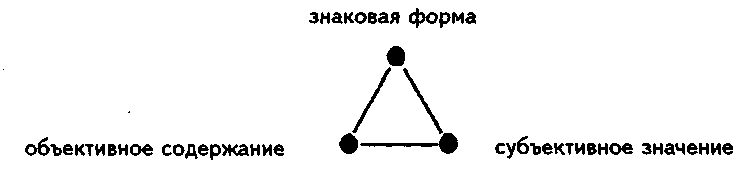 знаковая форма
объективное содержание
субъективное значение